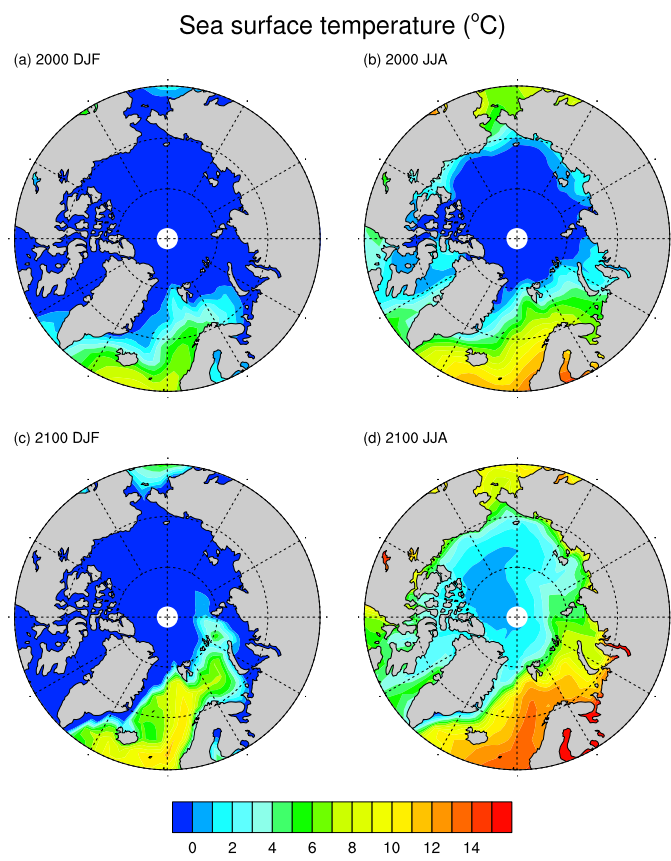 Sea surface temperature (°C)
(a) 2000 DJF
(b) 2000 JJA
(c) 2100 DJF
(d) 2100 JJA
0 2 4 6 8 10 12 14